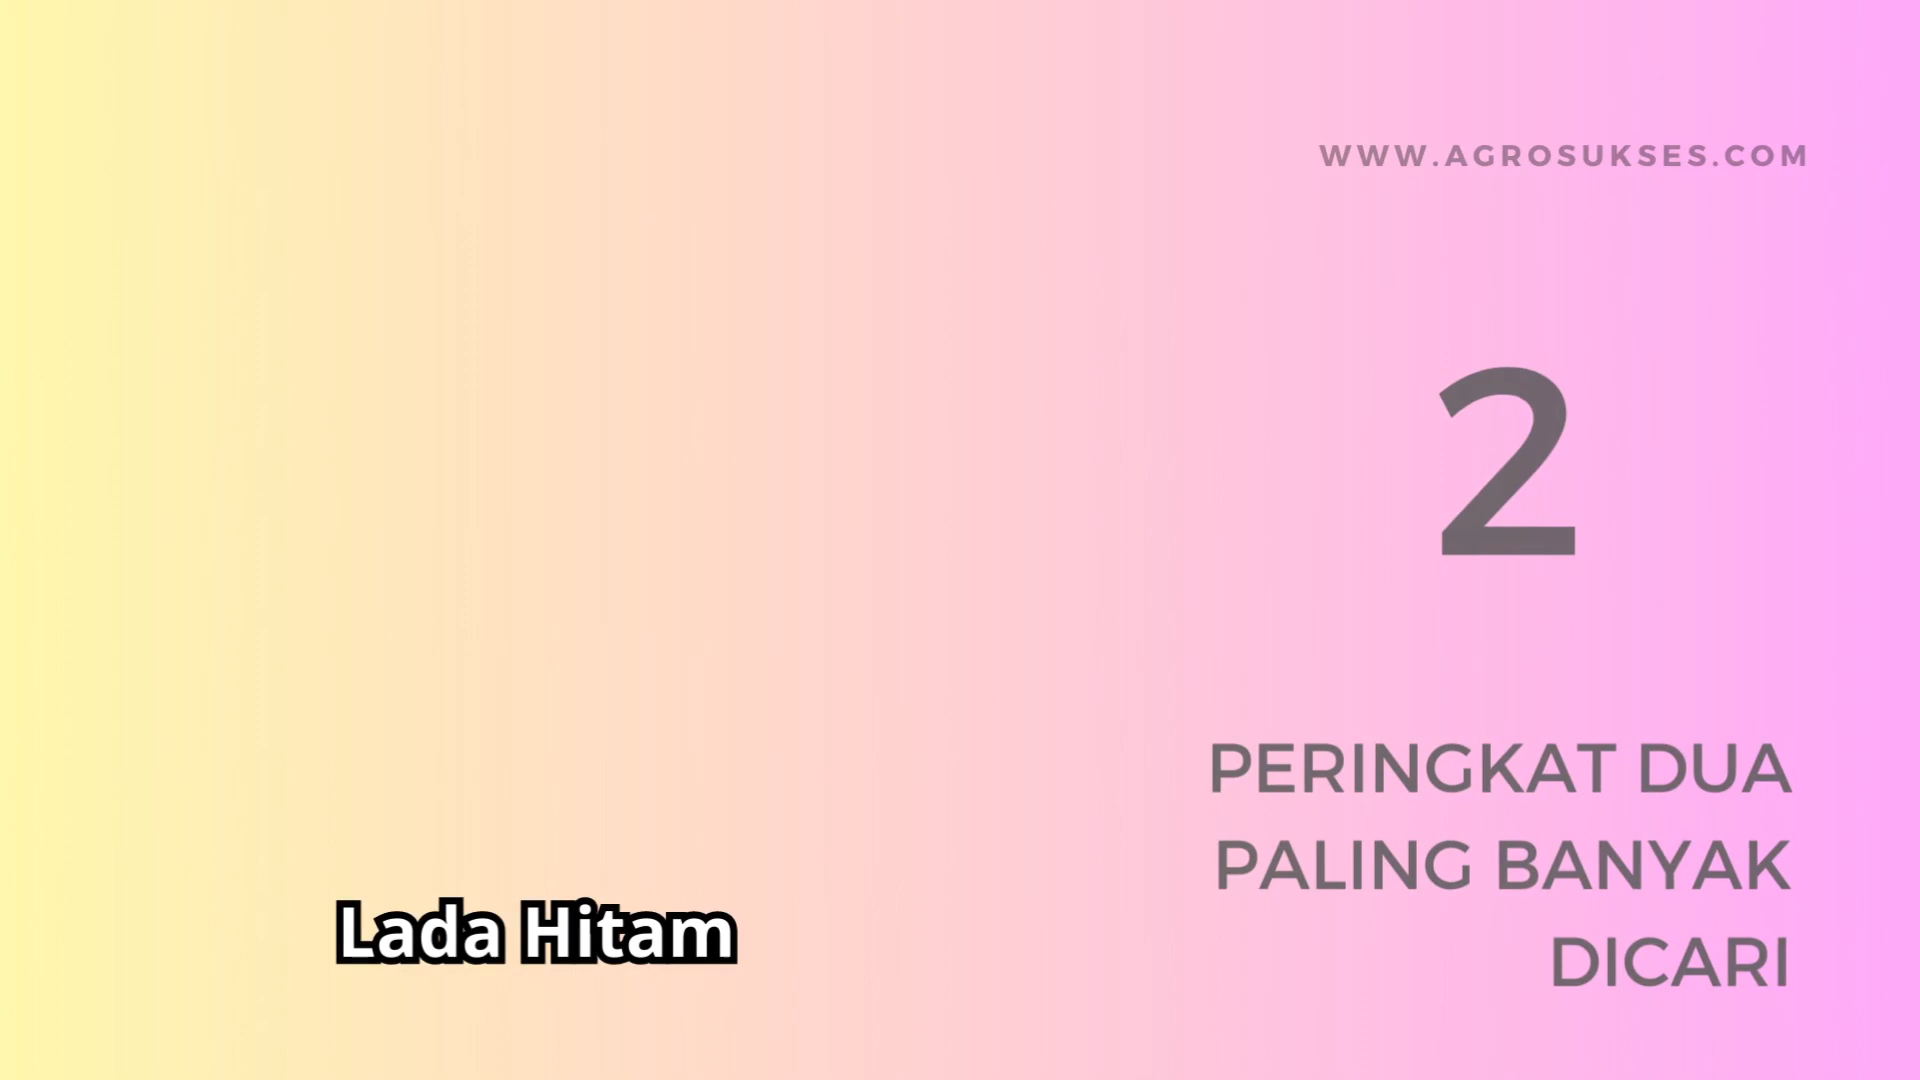 WWW.AGROSUKSES.COM
2
PERINGKAT DUA
PALING BANYAK
DICARI
Lada Hitam